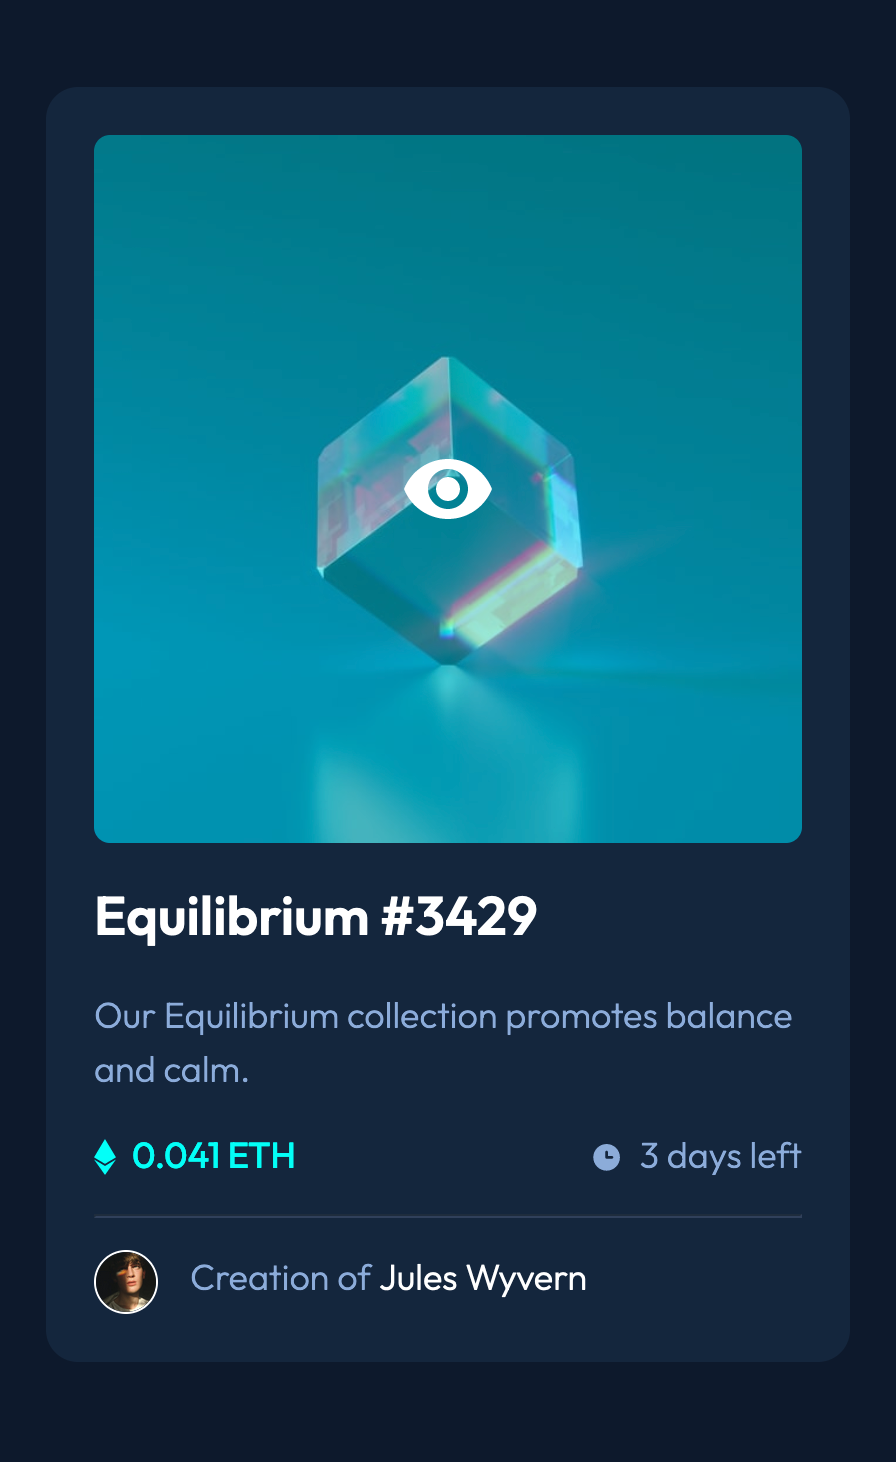 Equilibrium #3429
Our Equilibrium collection promotes balance
and calm.
0.041 ETH
3 days left
Creation of Jules Wyvern